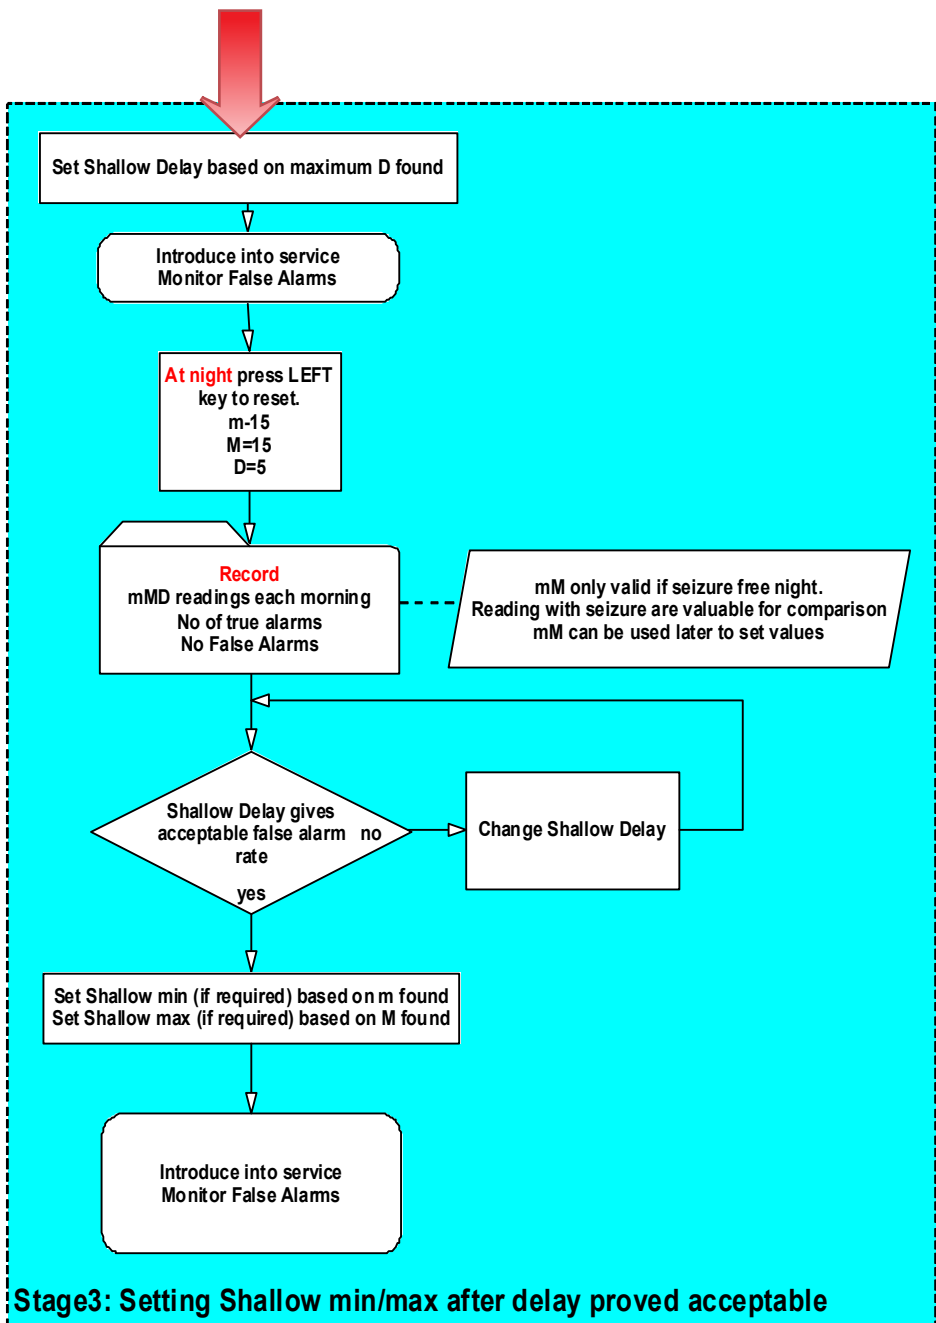 Set Shallow Delay based on maximum D found
Introduce into service
Monitor False Alarms
At night press LEFT
key to reset.
m-15
M=15
D=5
Record
mMD readings each morning
No of true alarms
No False Alarms
mM only valid if seizure free night.
Reading with seizure are valuable for comparison
mM can be used later to set values
Shallow Delay gives
acceptable false alarm no
rate
yes
Change Shallow Delay
Set Shallow min (if required) based on m found
Set Shallow max (if required) based on M found
Introduce into service
Monitor False Alarms
Stage3: Setting Shallow min/max after delay proved acceptable